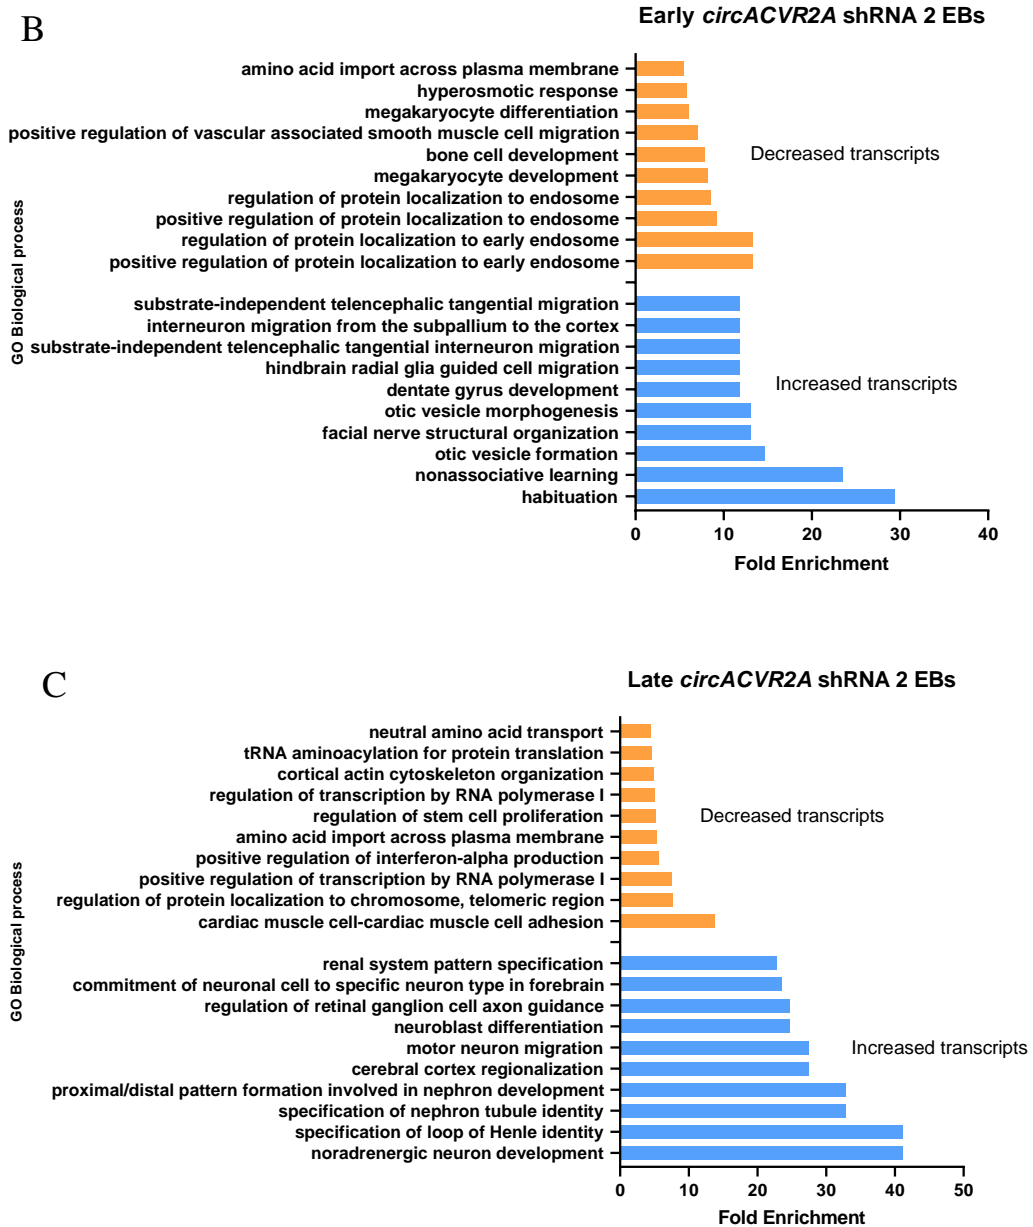 B
Early circACVR2A shRNA 2 EBs
amino acid import across plasma membrane
hyperosmotic response
megakaryocyte differentiation
positive regulation of vascular associated smooth muscle cell migration
bone cell development
Decreased transcripts
megakaryocyte development
regulation of protein localization to endosome
positive regulation of protein localization to endosome
regulation of protein localization to early endosome
positive regulation of protein localization to early endosome
GO Biological process
substrate-independent telencephalic tangential migration
interneuron migration from the subpallium to the cortex
substrate-independent telencephalic tangential interneuron migration
hindbrain radial glia guided cell migration
dentate gyrus development
Increased transcripts
otic vesicle morphogenesis
facial nerve structural organization
otic vesicle formation
nonassociative learning
habituation
0 10 20 30 40
Fold Enrichment
C
Late circACVR2A shRNA 2 EBs
neutral amino acid transport
tRNA aminoacylation for protein translation
cortical actin cytoskeleton organization
regulation of transcription by RNA polymerase I
regulation of stem cell proliferation
Decreased transcripts
amino acid import across plasma membrane
positive regulation of interferon-alpha production
positive regulation of transcription by RNA polymerase I
regulation of protein localization to chromosome, telomeric region
cardiac muscle cell-cardiac muscle cell adhesion
GO Biological process
renal system pattern specification
commitment of neuronal cell to specific neuron type in forebrain
regulation of retinal ganglion cell axon guidance
neuroblast differentiation
motor neuron migration
Increased transcripts
cerebral cortex regionalization
proximal/distal pattern formation involved in nephron development
specification of nephron tubule identity
specification of loop of Henle identity
noradrenergic neuron development
0 10 20 30 40 50
Fold Enrichment